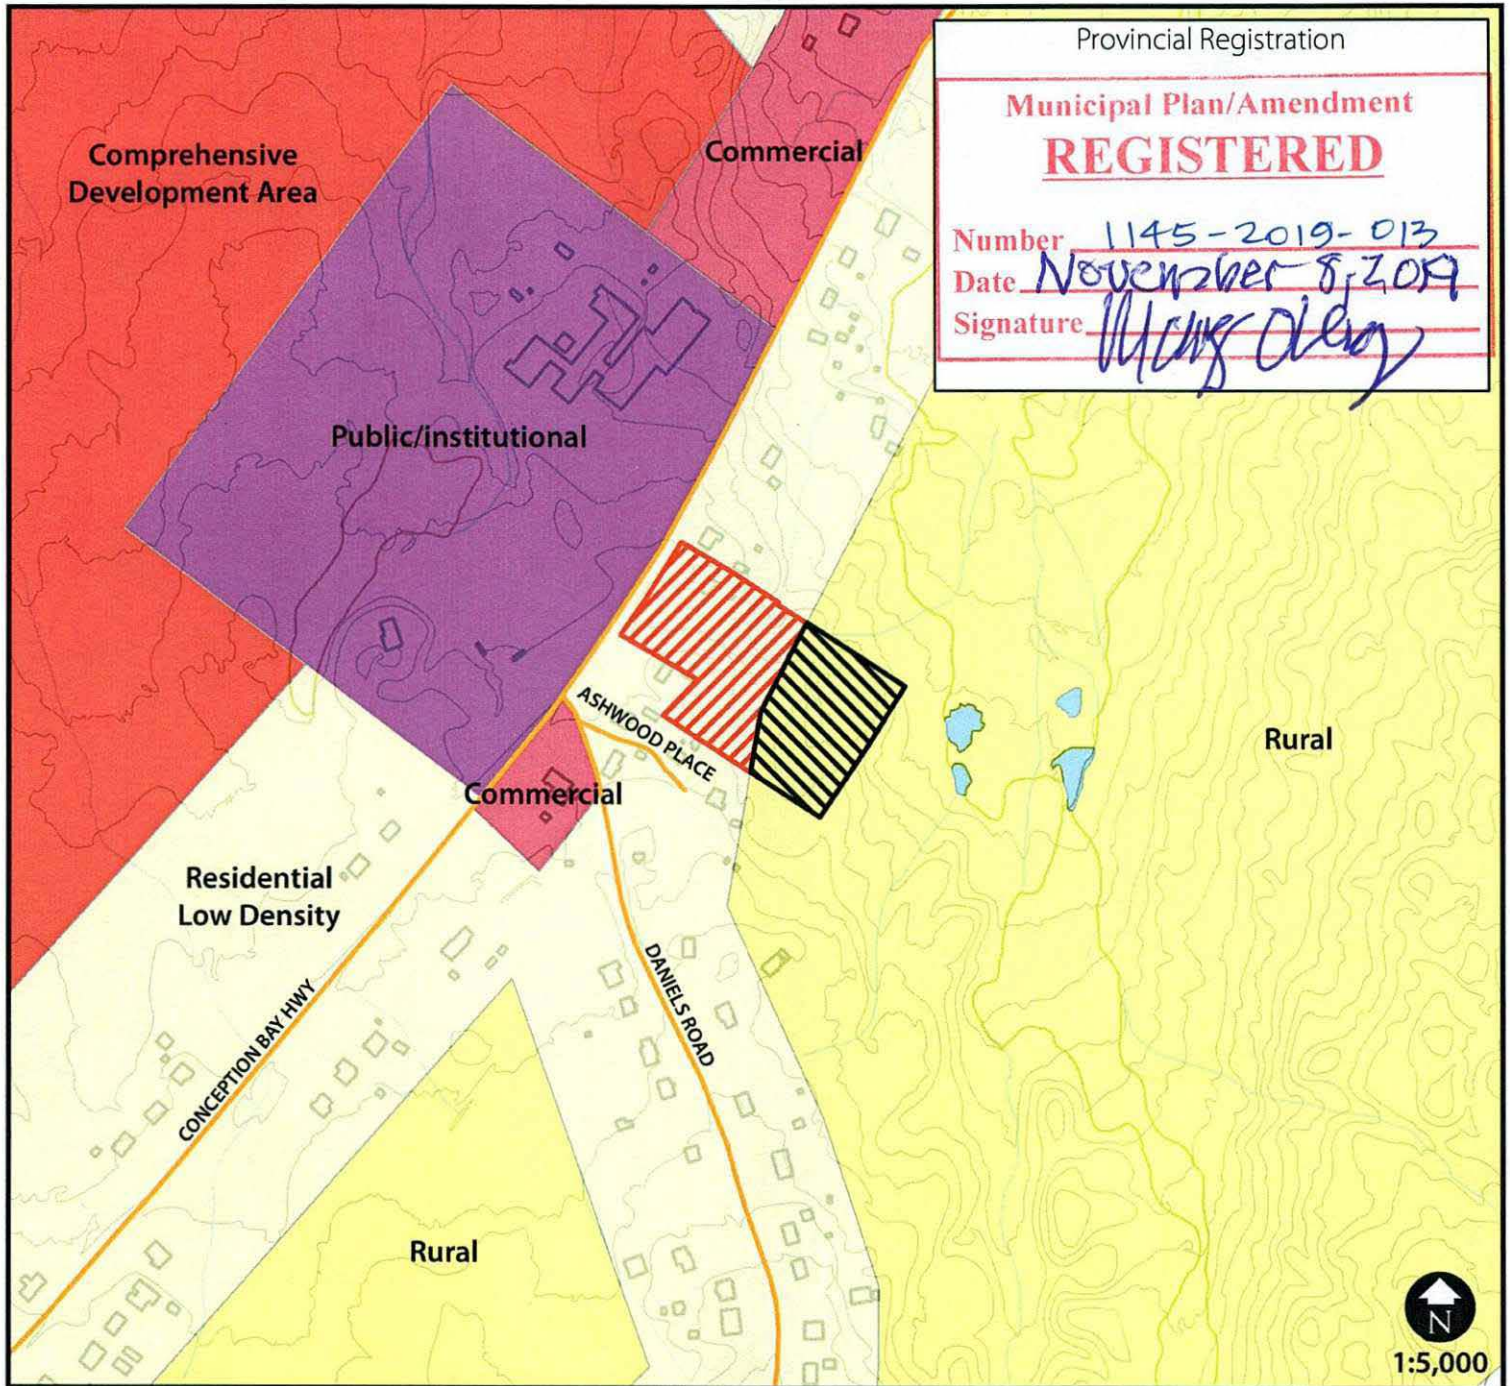 Provincial Registration
Municipal Plan/Amendment
REGISTERED
Number 1145-2019-013
Date November 8, 2019
Signature
Comprehensive
Development Area
Commercial
Public/institutional
ASHWOOD PLACE
Commercial
Rural
Residential
Low Density
CONCEPTION BAY HWY
DANIELS ROAD
Rural
N
1:5,000